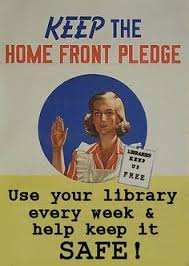 KEEP THE
HOME FRONT PLEDGE
LIBRARIES
KEEP
US
FREE
Use your library
every week &
help keep it
SAFE!